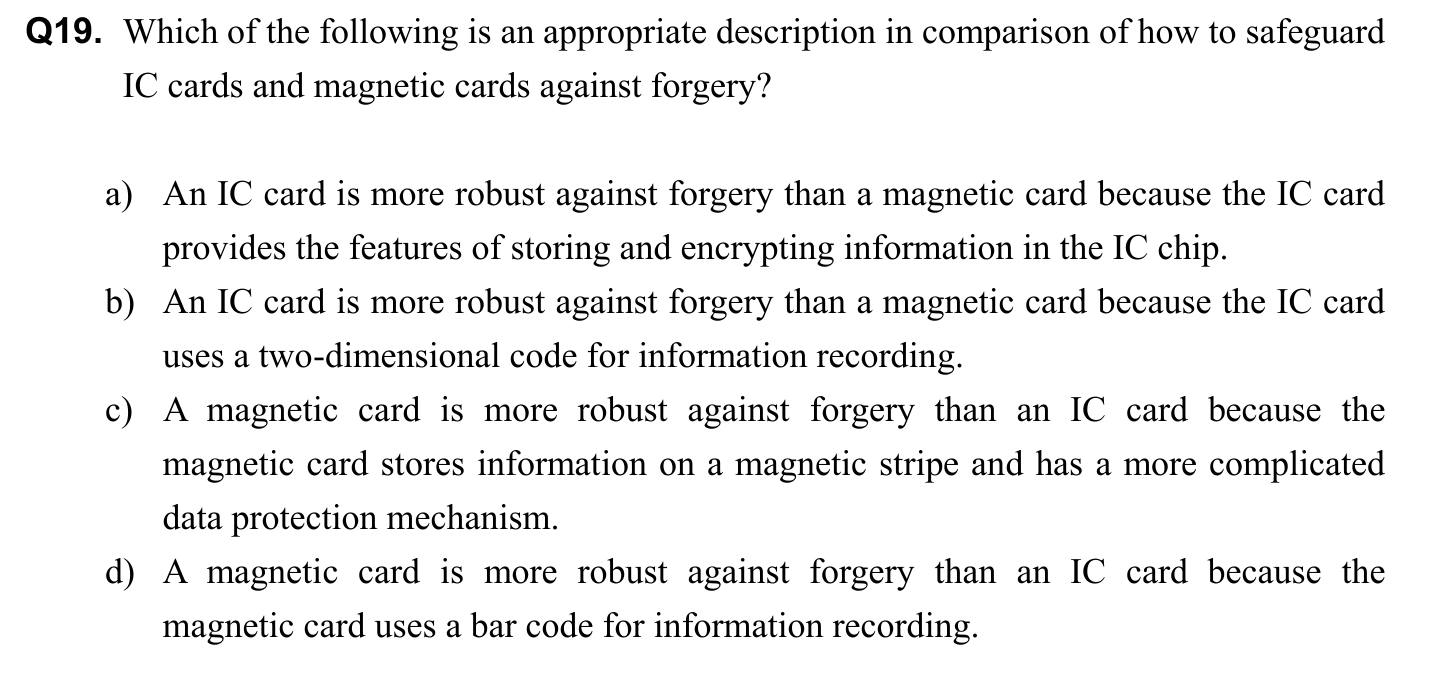 Q19. Which of the following is an appropriate description in comparison of how to safeguard
IC cards and magnetic cards against forgery?
a) An IC card is more robust against forgery than a magnetic card because the IC card
provides the features of storing and encrypting information in the IC chip.
b) An IC card is more robust against forgery than a magnetic card because the IC card
uses a two-dimensional code for information recording.
c) A magnetic card is more robust against forgery than an IC card because the
magnetic card stores information on a magnetic stripe and has a more complicated
data protection mechanism.
d) A magnetic card is more robust against forgery than an IC card because the
magnetic card uses a bar code for information recording.